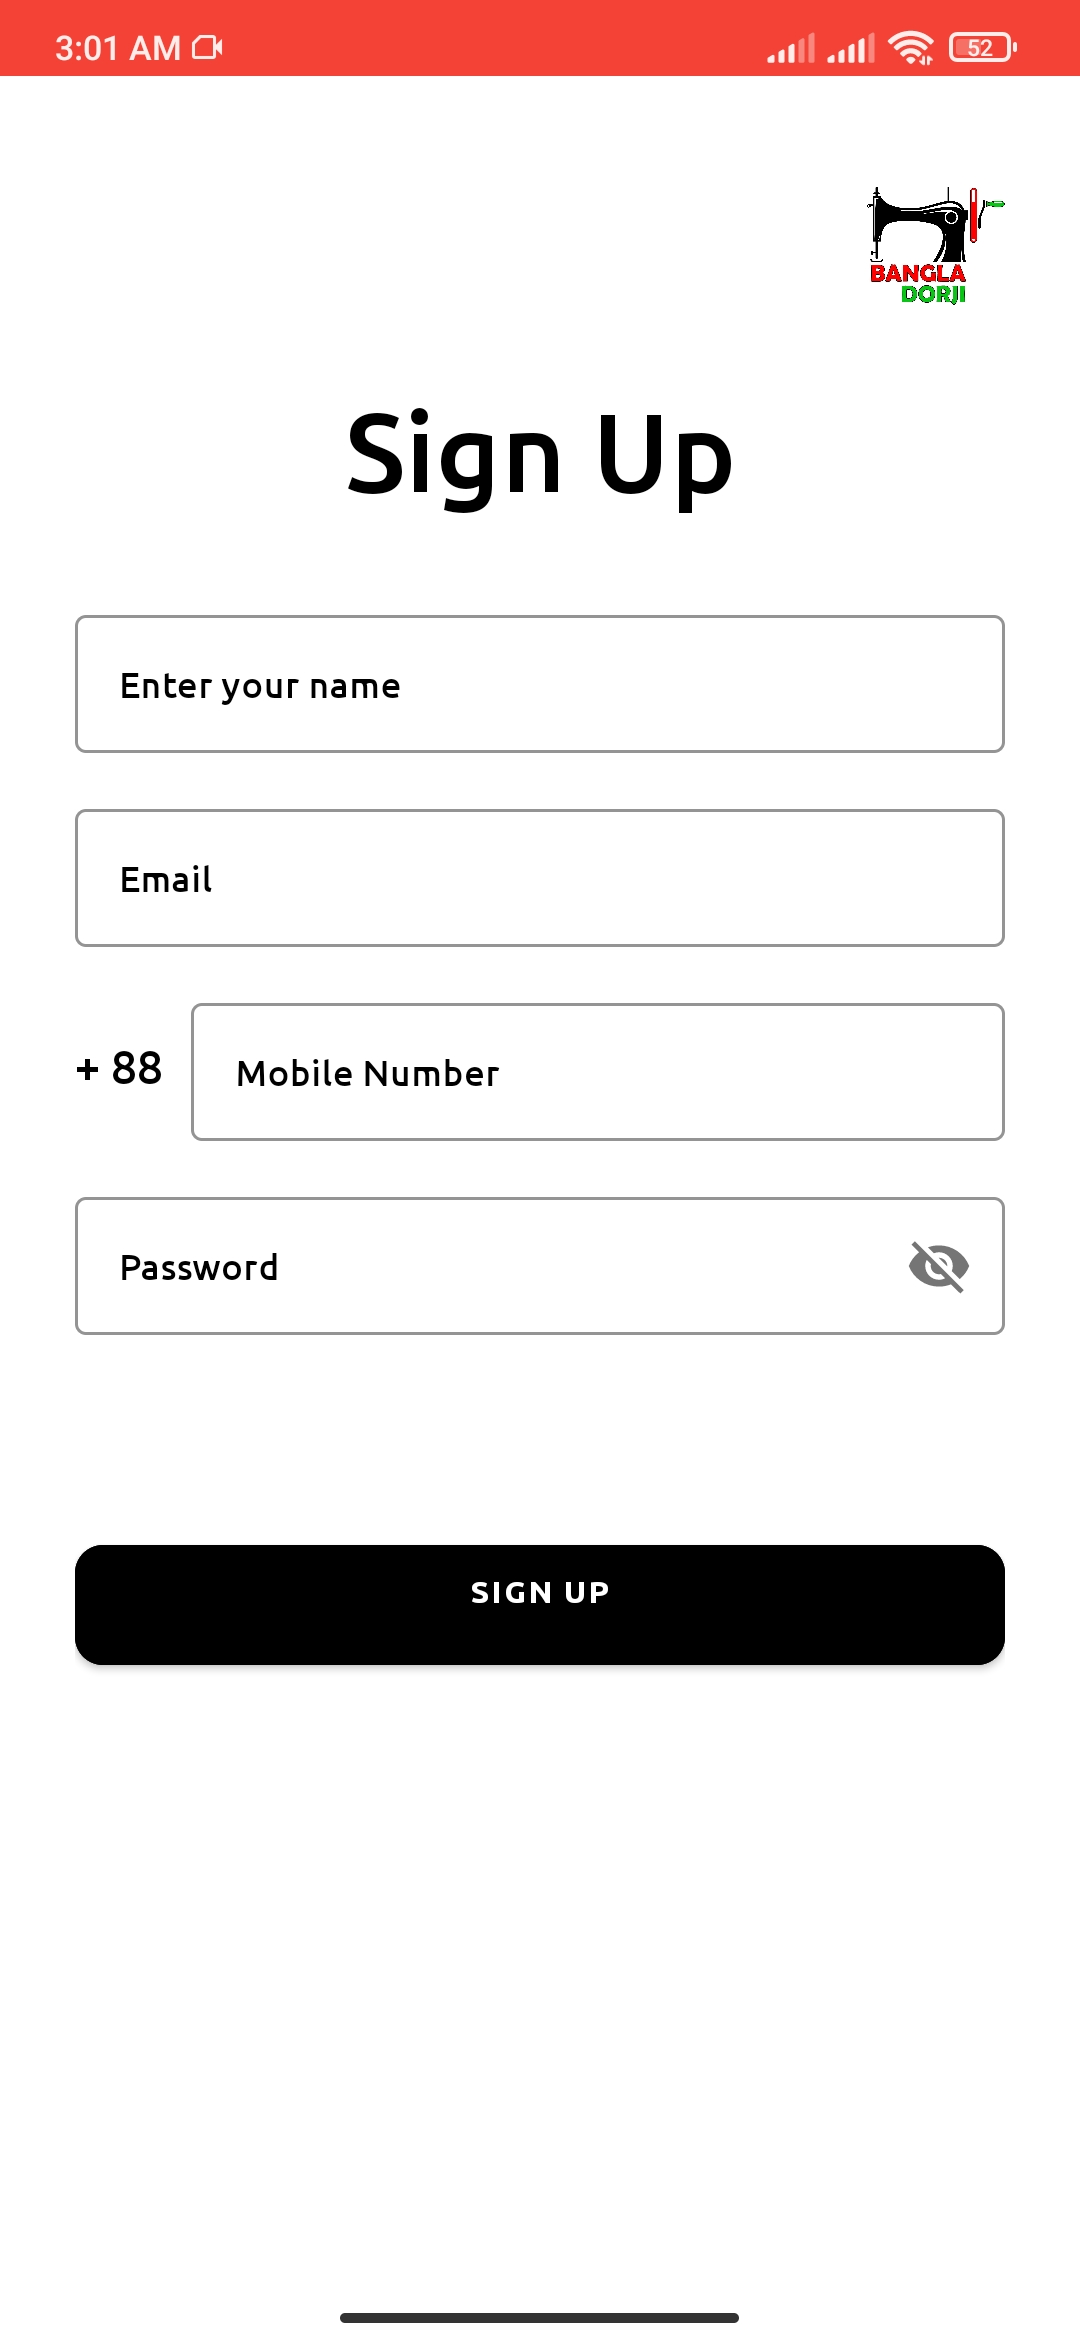 3:01 AM 52
BANGLA
DORJI
Sign Up
Enter your name
Email
+ 88 Mobile Number
Password
SIGN UP